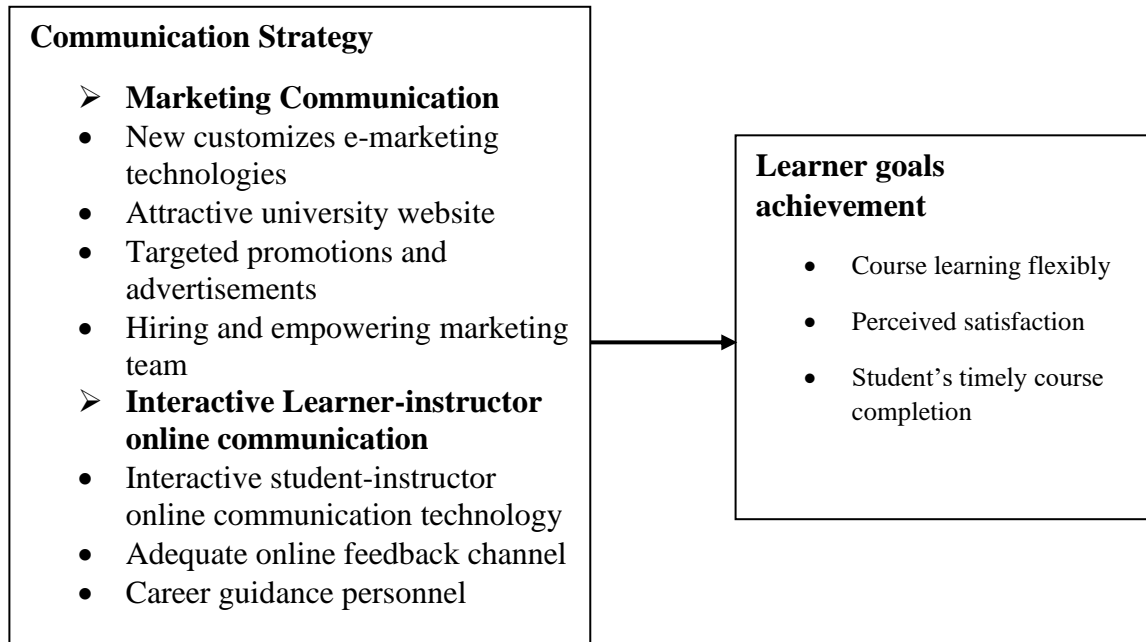 Communication Strategy
➢ Marketing Communication
• New customizes e-marketing
technologies
• Attractive university website
• Targeted promotions and
advertisements
• Hiring and empowering marketing
team
➢ Interactive Learner-instructor
online communication
• Interactive student-instructor
online communication technology
• Adequate online feedback channel
• Career guidance personnel
Learner goals
achievement
• Course learning flexibly
• Perceived satisfaction
• Student’s timely course
completion